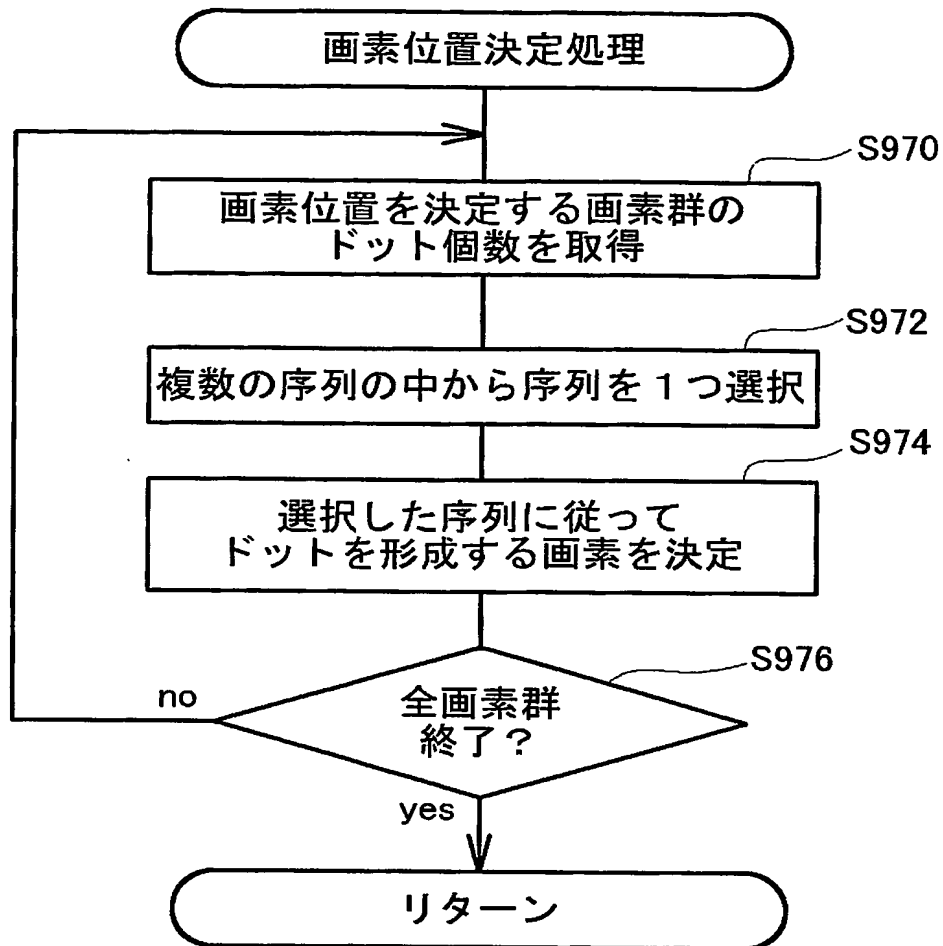 画素位置決定処理
S970
画素位置を決定する画素群の
ドット個数を取得
S972
複数の序列の中から序列を１つ選択
S974
選択した序列に従って
ドットを形成する画素を決定
S976
no
全画素群
終了？
yes
リターン